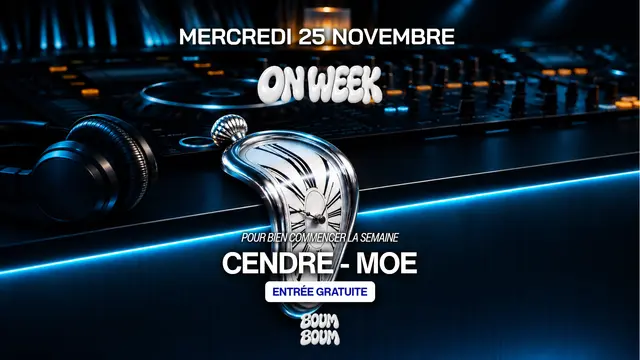 MERCREDI 25 NOVEMBRE
ON WEEK
POUR BIEN COMMENCER LA SEMAINE
CENDRE - MOE
ENTRÉE GRATUITE
BOUM
BOUM